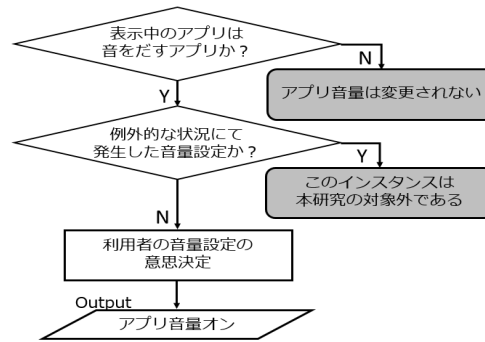 表示中のアプリは
音をだすアプリか？
N
アプリ音量は変更されない
Y
例外的な状況にて
発生した音量設定か？
Y
このインスタンスは
本研究の対象外である
N
利用者の音量設定の
意思決定
Output
アプリ音量オン